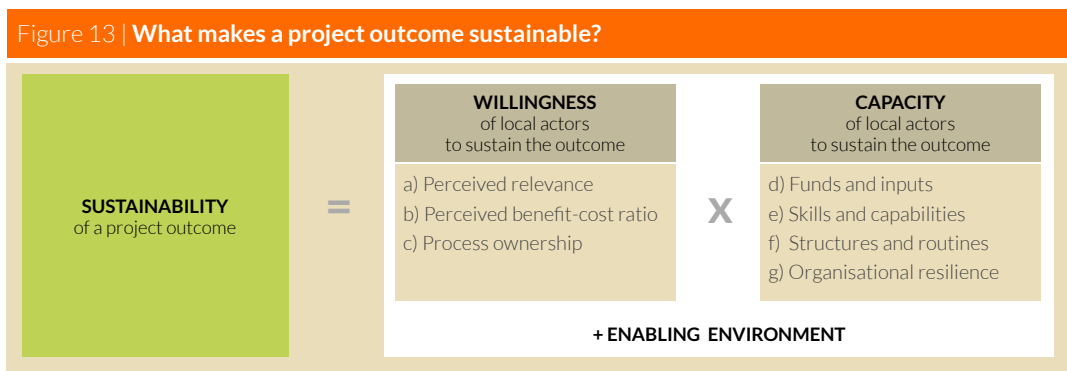 Figure 13 | What makes a project outcome sustainable?
SUSTAINABILITY
of a project outcome
=
WILLINGNESS
of local actors
to sustain the outcome
a) Perceived relevance
b) Perceived benefit-cost ratio
c) Process ownership
X
CAPACITY
of local actors
to sustain the outcome
d) Funds and inputs
e) Skills and capabilities
f) Structures and routines
g) Organisational resilience
+ ENABLING ENVIRONMENT